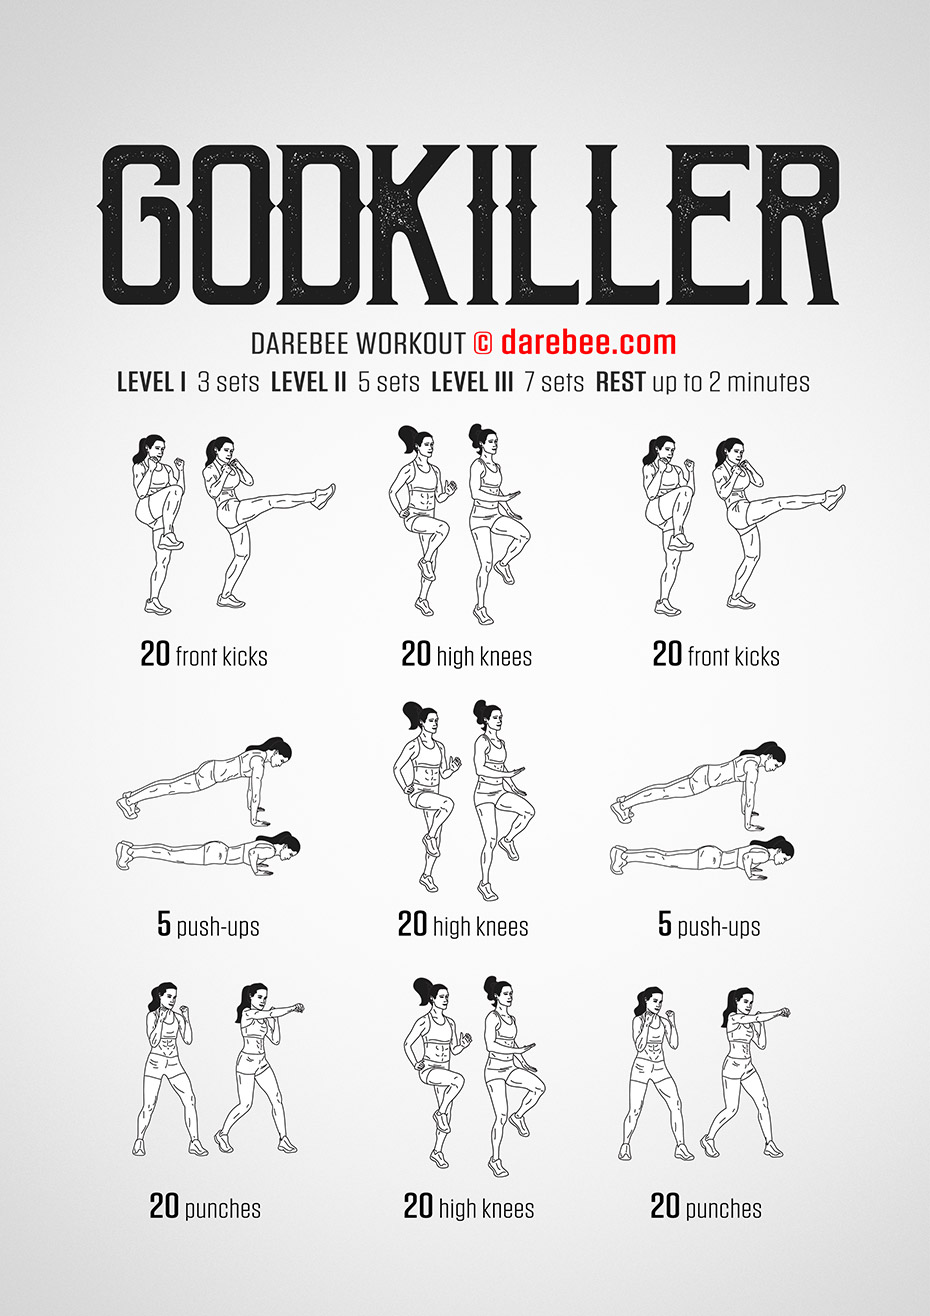 GODKILLER
DAREBEE WORKOUT © darebee.com
LEVEL I 3 sets LEVEL II 5 sets LEVEL III 7 sets REST up to 2 minutes
20 front kicks
20 high knees
20 front kicks
5 push-ups
20 high knees
5 push-ups
20 punches
20 high knees
20 punches